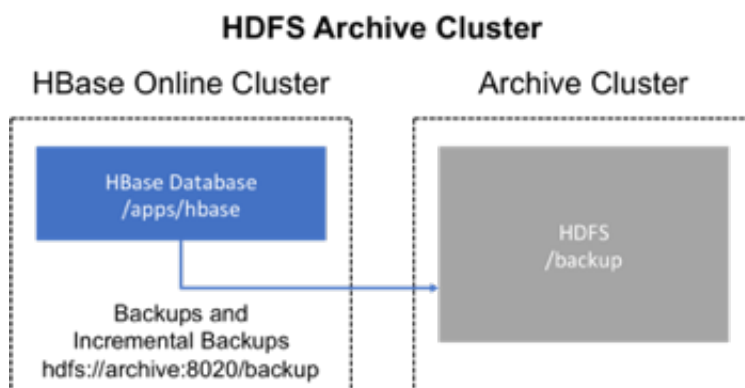 HDFS Archive Cluster
HBase Online Cluster
Archive Cluster
HBase Database
/apps/hbase
HDFS
/backup
Backups and
Incremental Backups
hdfs://archive:8020/backup